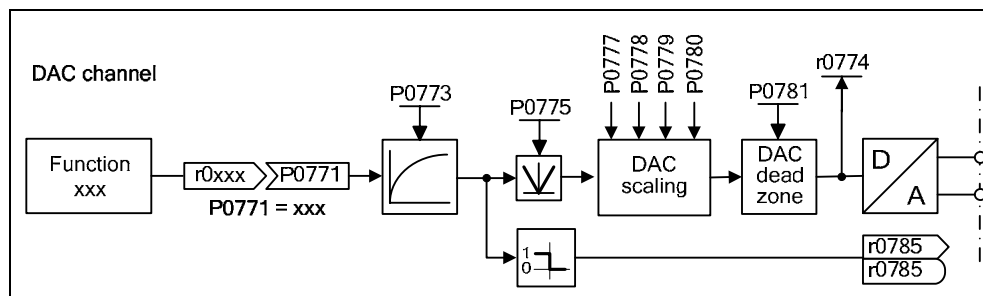 DAC channel
P0777
P0778
P0779
P0780
r0774
P0773
P0775
P0781
Function
xxx
r0xxx
P0771
P0771 = xxx
DAC
scaling
DAC
dead
zone
D
A
1
0
r0785
r0785